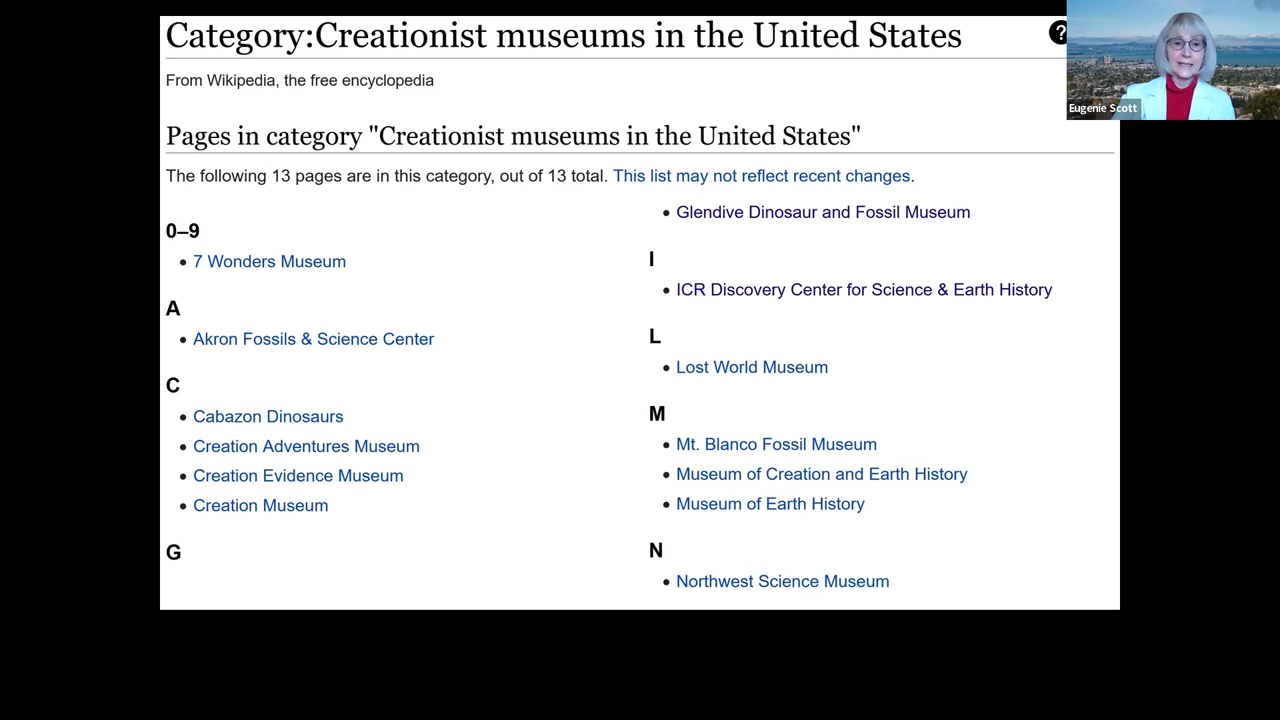 Category:Creationist museums in the United States
?
Eugenie Scott
From Wikipedia, the free encyclopedia
Pages in category "Creationist museums in the United States"
The following 13 pages are in this category, out of 13 total. This list may not reflect recent changes.
0–9
• 7 Wonders Museum
A
• Akron Fossils & Science Center
C
• Cabazon Dinosaurs
• Creation Adventures Museum
• Creation Evidence Museum
• Creation Museum
G
• Glendive Dinosaur and Fossil Museum
I
• ICR Discovery Center for Science & Earth History
L
• Lost World Museum
M
• Mt. Blanco Fossil Museum
• Museum of Creation and Earth History
• Museum of Earth History
N
• Northwest Science Museum